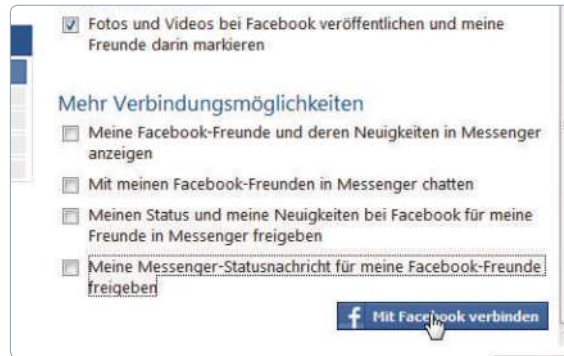 Fotos und Videos bei Facebook veröffentlichen und meine
Freunde darin markieren
Mehr Verbindungsmöglichkeiten
Meine Facebook-Freunde und deren Neuigkeiten in Messenger
anzeigen
Mit meinen Facebook-Freunden in Messenger chatten
Meinen Status und meine Neuigkeiten bei Facebook für meine
Freunde in Messenger freigeben
Meine Messenger-Statusnachricht für meine Facebook-Freunde
freigeben
f Mit Facebook verbinden